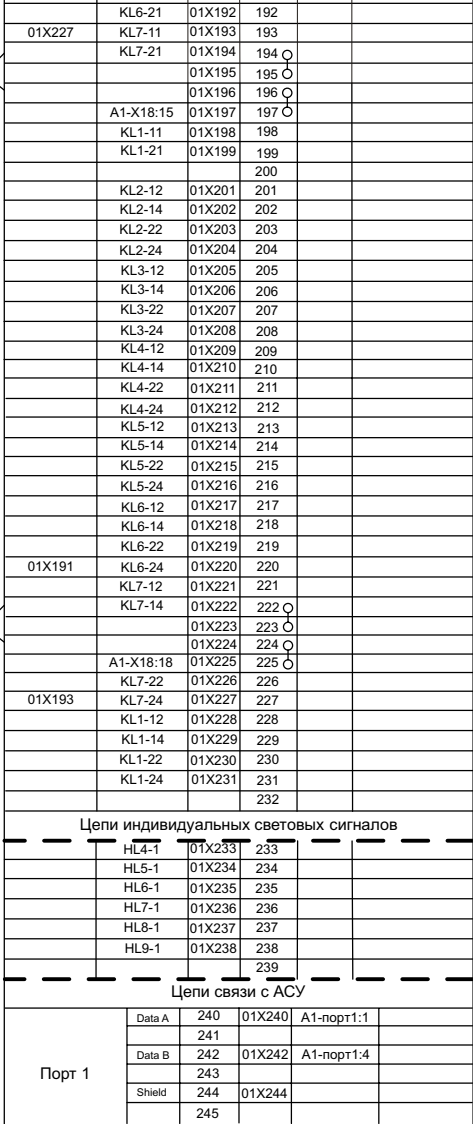 KL6-21 01X192 192
01X227 KL7-11 01X193 193
KL7-21 01X194 194
01X195 195
01X196 196
A1-X18:15 01X197 197
KL1-11 01X198 198
KL1-21 01X199 199
200
KL2-12 01X201 201
KL2-14 01X202 202
KL2-22 01X203 203
KL2-24 01X204 204
KL3-12 01X205 205
KL3-14 01X206 206
KL3-22 01X207 207
KL3-24 01X208 208
KL4-12 01X209 209
KL4-14 01X210 210
KL4-22 01X211 211
KL4-24 01X212 212
KL5-12 01X213 213
KL5-14 01X214 214
KL5-22 01X215 215
KL5-24 01X216 216
KL6-12 01X217 217
KL6-14 01X218 218
KL6-22 01X219 219
01X191 KL6-24 01X220 220
KL7-12 01X221 221
KL7-14 01X222 222
01X223 223
01X224 224
A1-X18:18 01X225 225
KL7-22 01X226 226
01X193 KL7-24 01X227 227
KL1-12 01X228 228
KL1-14 01X229 229
KL1-22 01X230 230
KL1-24 01X231 231
232
Цепи индивидуальных световых сигналов
HL4-1 01X233 233
HL5-1 01X234 234
HL6-1 01X235 235
HL7-1 01X236 236
HL8-1 01X237 237
HL9-1 01X238 238
239
Цепи связи с АСУ
Data A 240 01X240 А1-порт1:1
241
Data B 242 01X242 А1-порт1:4
Порт 1 243
Shield 244 01X244
245